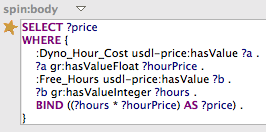 spin:body
SELECT ?price
WHERE {
:Dyno_Hour_Cost usdl-price:hasValue ?a .
?a gr:hasValueFloat ?hourPrice .
:Free_Hours usdl-price:hasValue ?b .
?b gr:hasValueInteger ?hours .
BIND ((?hours * ?hourPrice) AS ?price) .
}